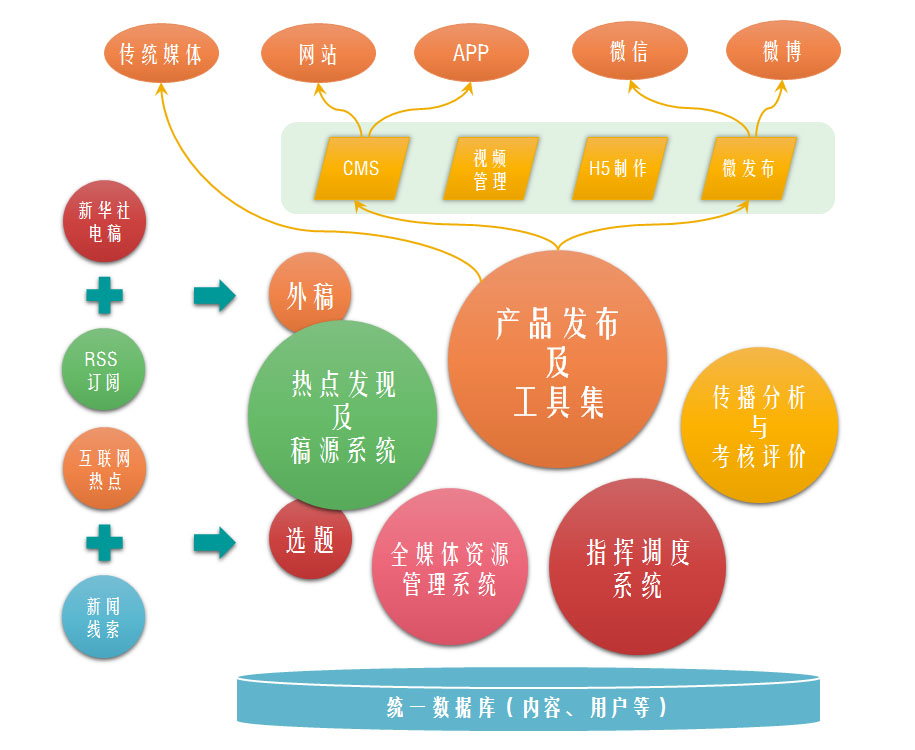 传统媒体
网站
APP
微信
微博
CMS
视频
管理
H5制作
微发布
新华社
电稿
RSS
订阅
互联网
热点
新闻
线索
外稿
选题
热点发现
及
稿源系统
产品发布
及
工具集
传播分析
与
考核评价
全媒体资源
管理系统
指挥调度
系统
统一数据库（内容、用户等）